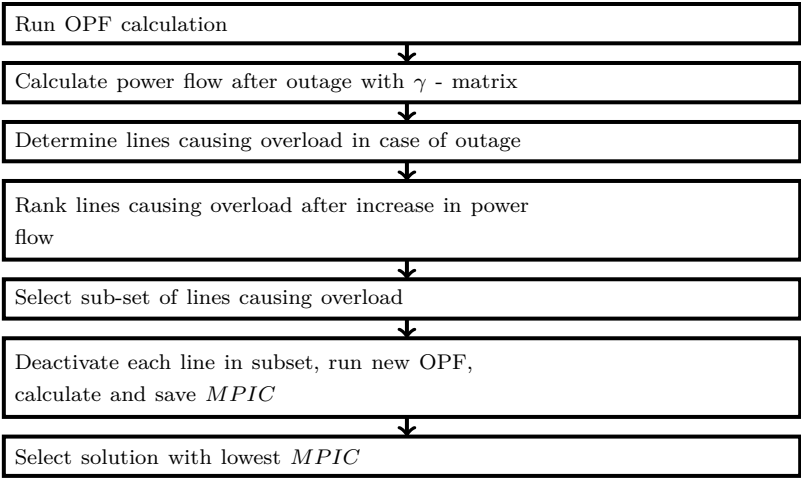 Run OPF calculation
Calculate power flow after outage with γ - matrix
Determine lines causing overload in case of outage
Rank lines causing overload after increase in power
flow
Select sub-set of lines causing overload
Deactivate each line in subset, run new OPF,
calculate and save MPIC
Select solution with lowest MPIC